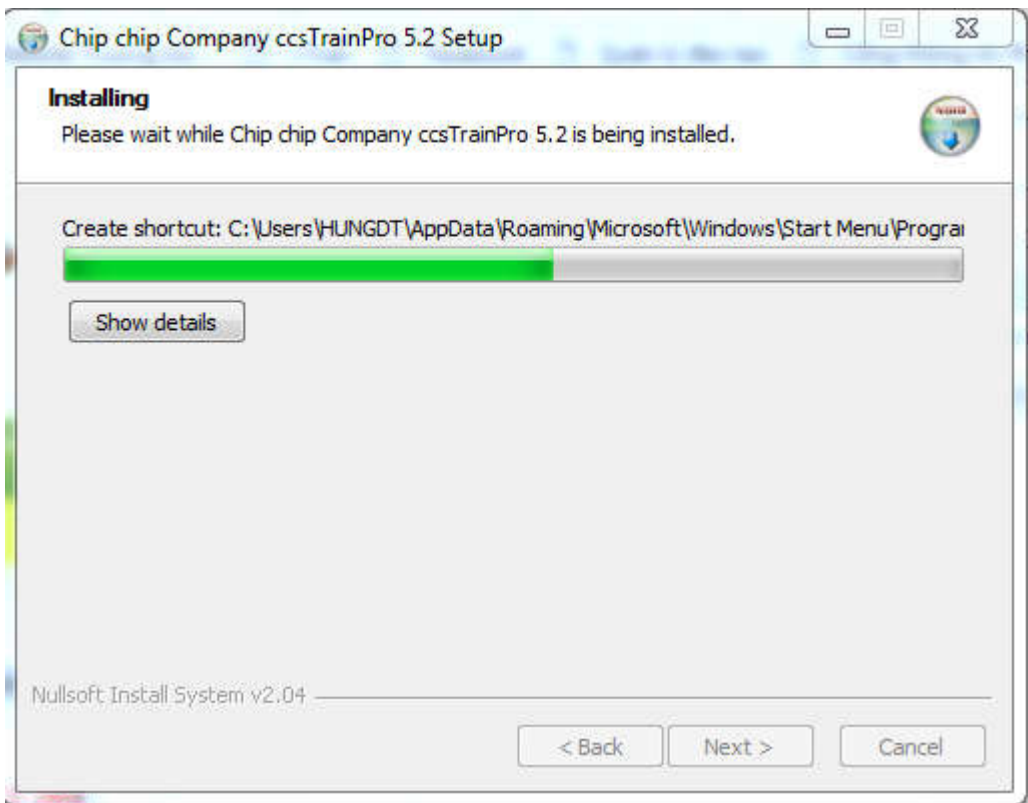 Chip chip Company ccsTrainPro 5.2 Setup
Installing
Please wait while Chip chip Company ccsTrainPro 5.2 is being installed.
Create shortcut: C:\Users\HUNGDT\AppData\Roaming\Microsoft\Windows\Start Menu\Progra
Show details
Nullsoft Install System v2.04
< Back Next > Cancel